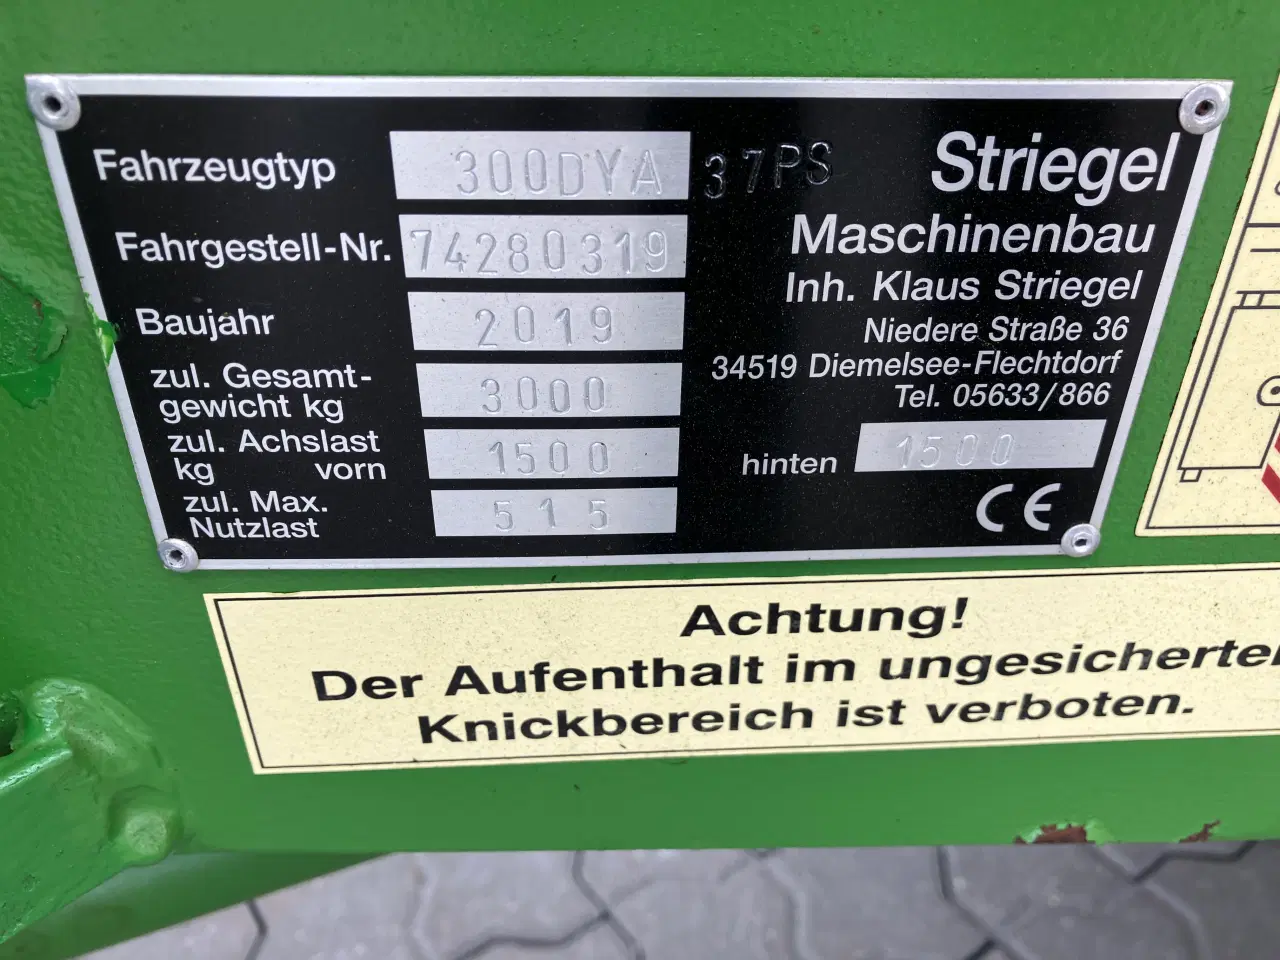 Fahrzeugtyp 300DYA 37PS
Fahrgestell-Nr. 74280319
Baujahr 2019
zul. Gesamt-
gewicht kg 3000
zul. Achslast
kg vorn 1500
zul. Max.
Nutzlast 515
Striegel
Maschinenbau
Inh. Klaus Striegel
Niedere Straße 36
34519 Diemelsee-Flechtdorf
Tel. 05633/866
hinten 1500
CE
Achtung!
Der Aufenthalt im ungesicherten
Knickbereich ist verboten.